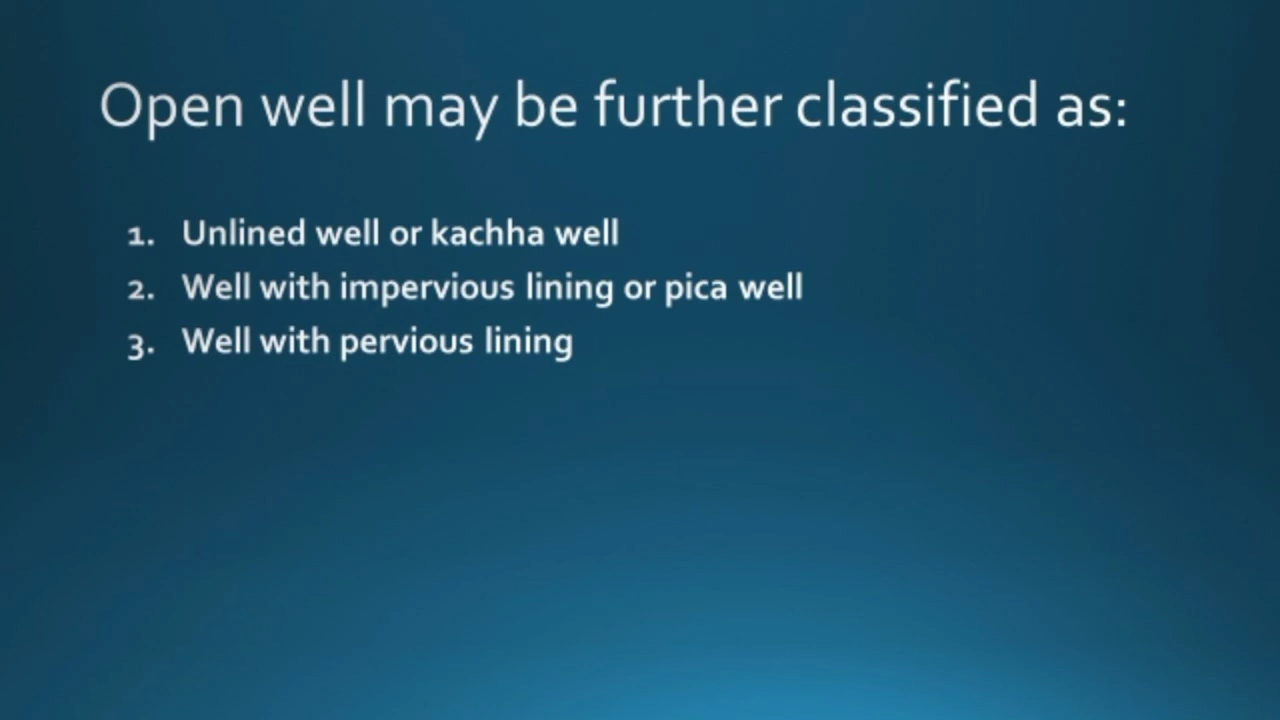 Open well may be further classified as:
1. Unlined well or kachha well
2. Well with impervious lining or pica well
3. Well with pervious lining